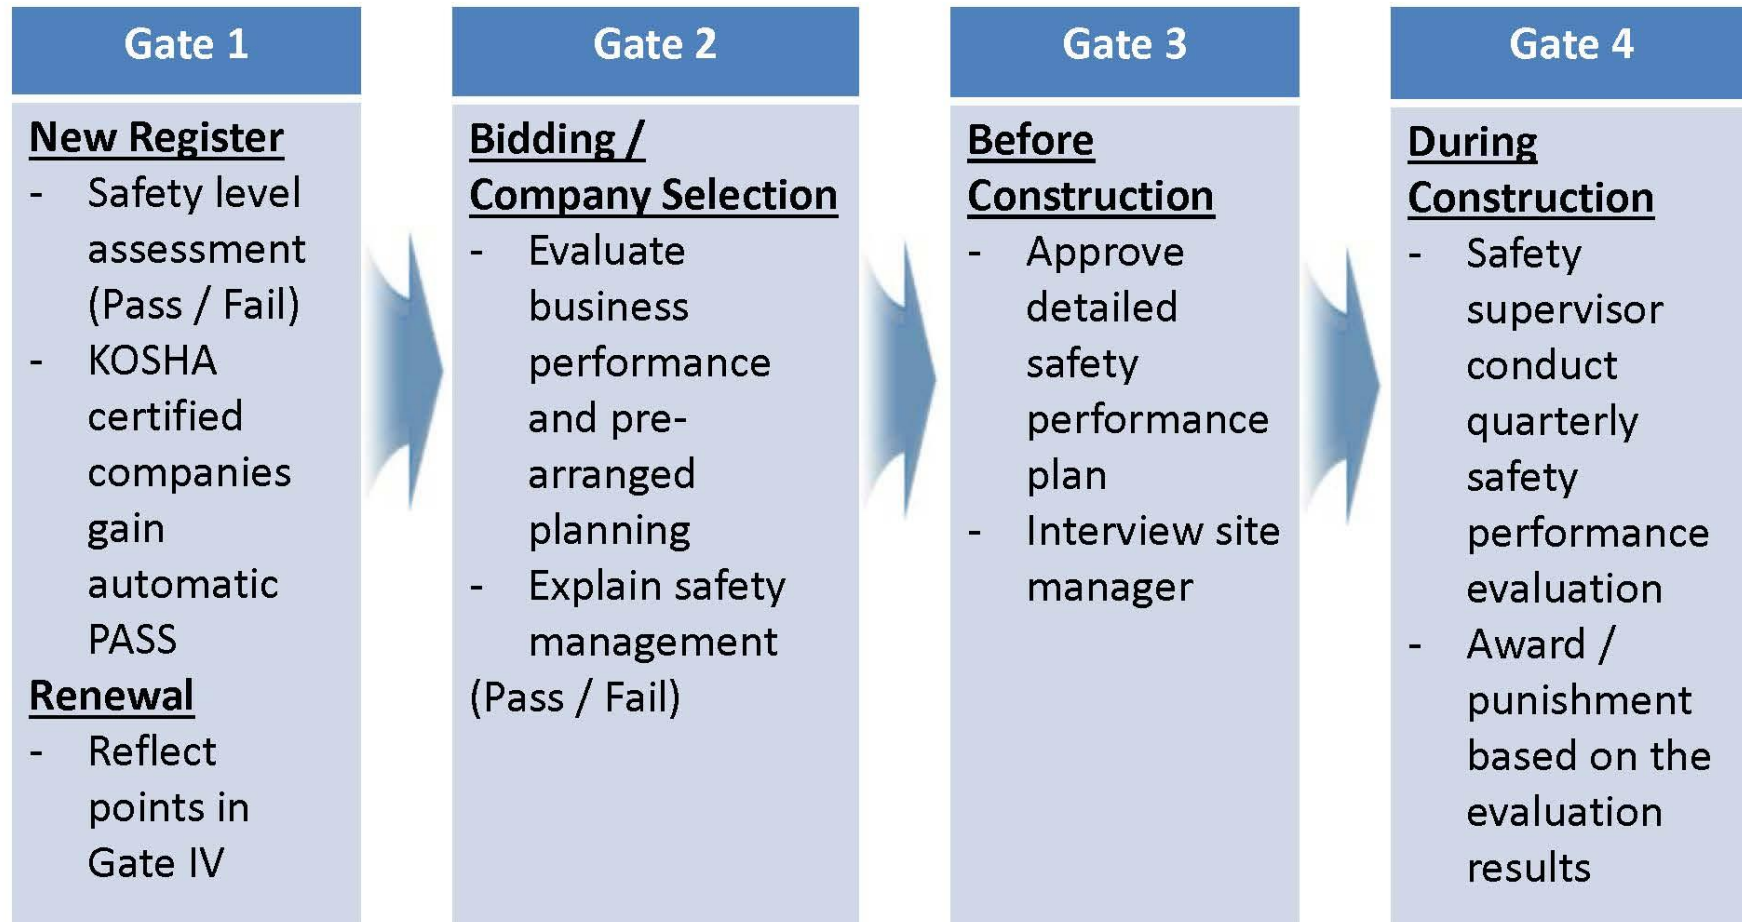 Gate 1
New Register
- Safety level
assessment
(Pass / Fail)
- KOSHA
certified
companies
gain
automatic
PASS
Renewal
- Reflect
points in
Gate IV
Gate 2
Bidding /
Company Selection
- Evaluate
business
performance
and pre-
arranged
planning
- Explain safety
management
(Pass / Fail)
Gate 3
Before
Construction
- Approve
detailed
safety
performance
plan
- Interview site
manager
Gate 4
During
Construction
- Safety
supervisor
conduct
quarterly
safety
performance
evaluation
- Award /
punishment
based on the
evaluation
results